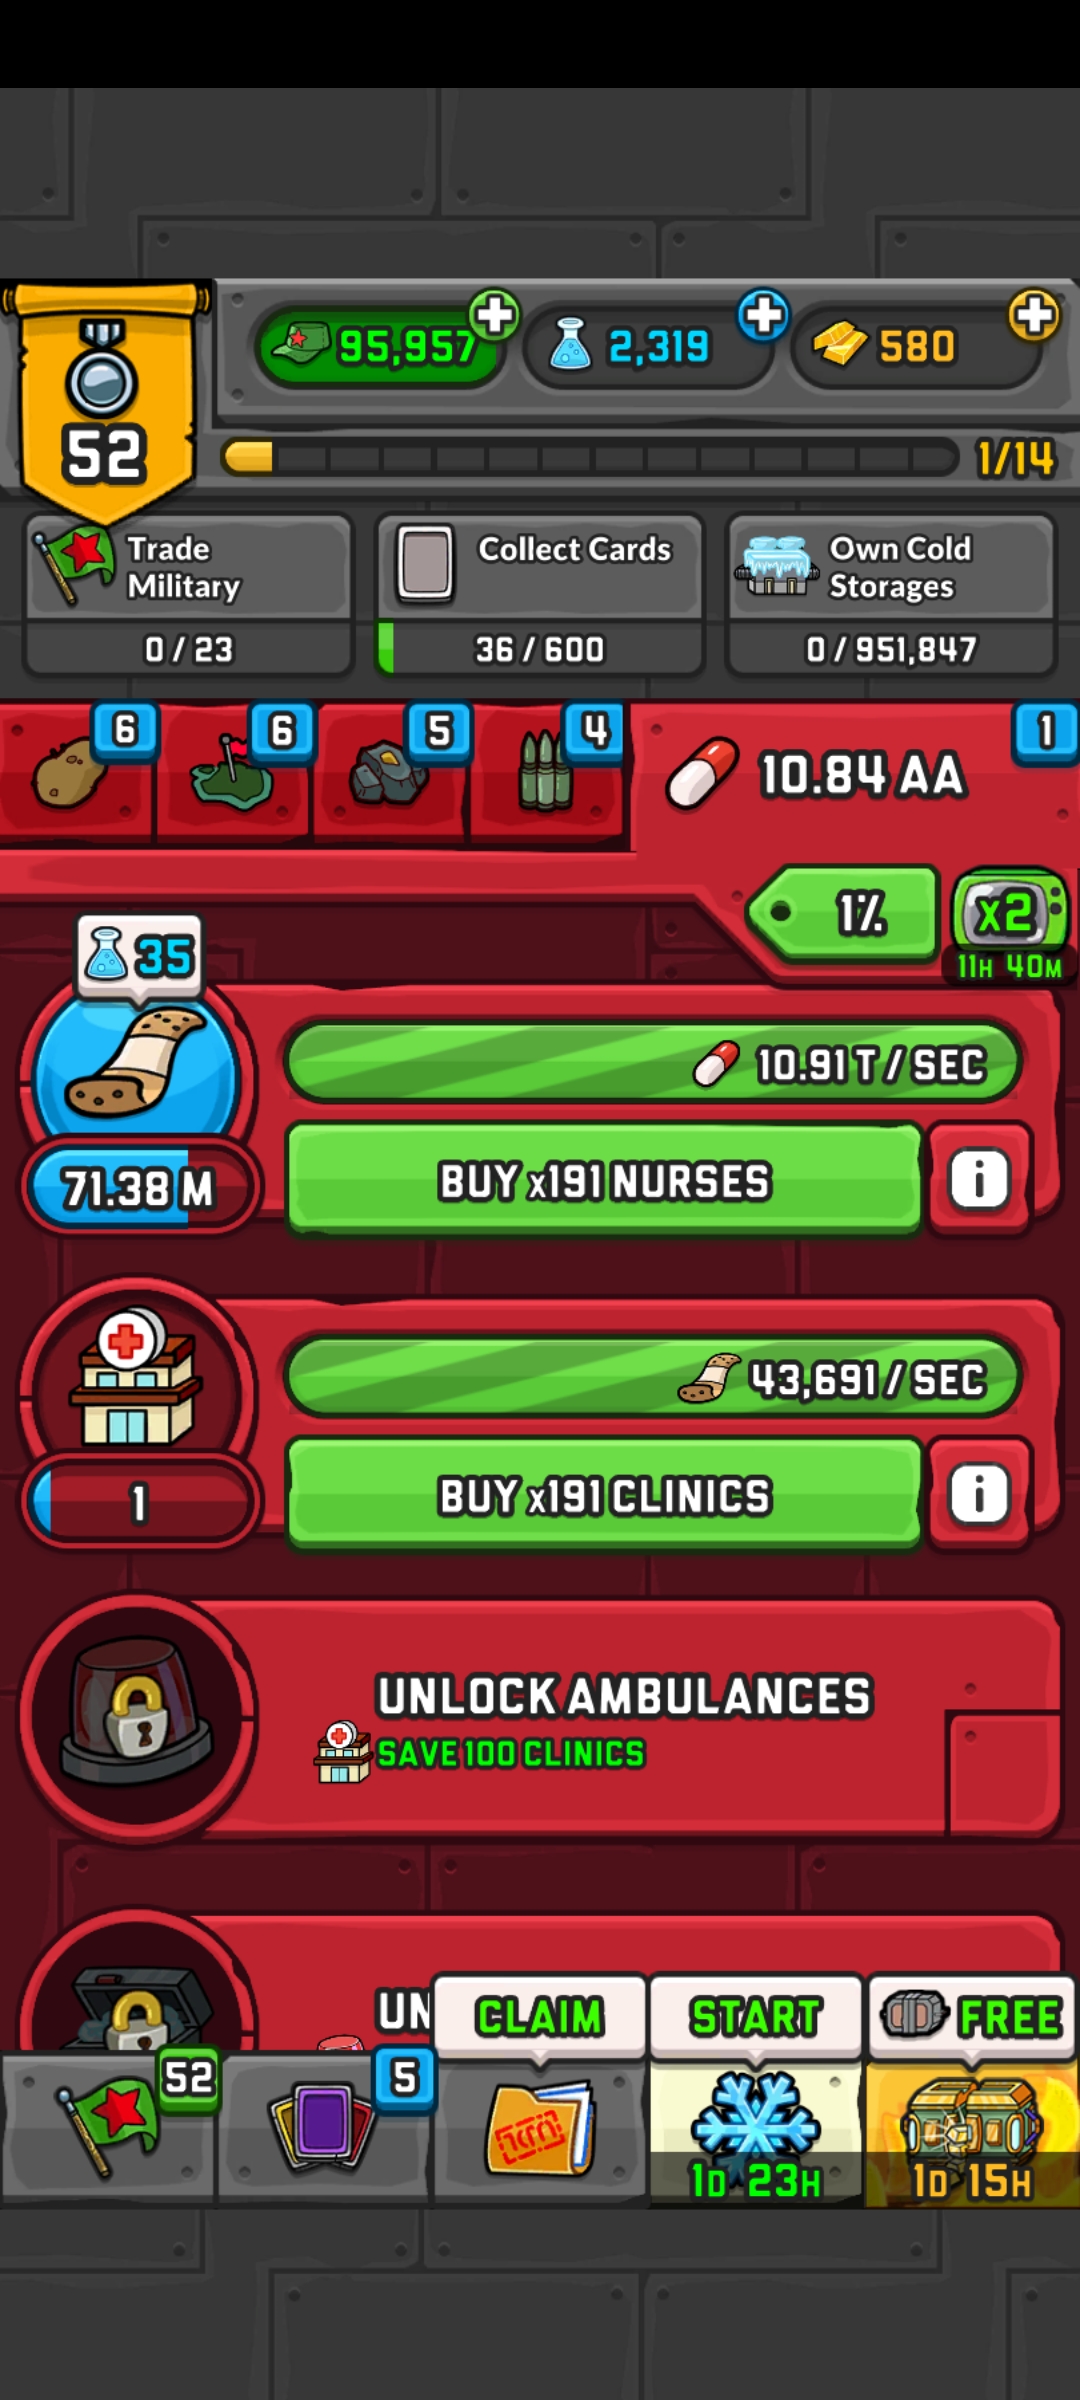 95,957
2,319
580
52
1/14
Trade
Military
Collect Cards
Own Cold
Storages
0 / 23
36 / 600
0 / 951,847
6
6
5
4
1
10.84 AA
1%
x2
11H 40M
35
10.91 T / SEC
71.38 M
BUY x191 NURSES
i
43,691 / SEC
1
BUY x191 CLINICS
i
UNLOCK AMBULANCES
SAVE 100 CLINICS
UN
CLAIM
START
FREE
52
5
1D 23H
1D 15H